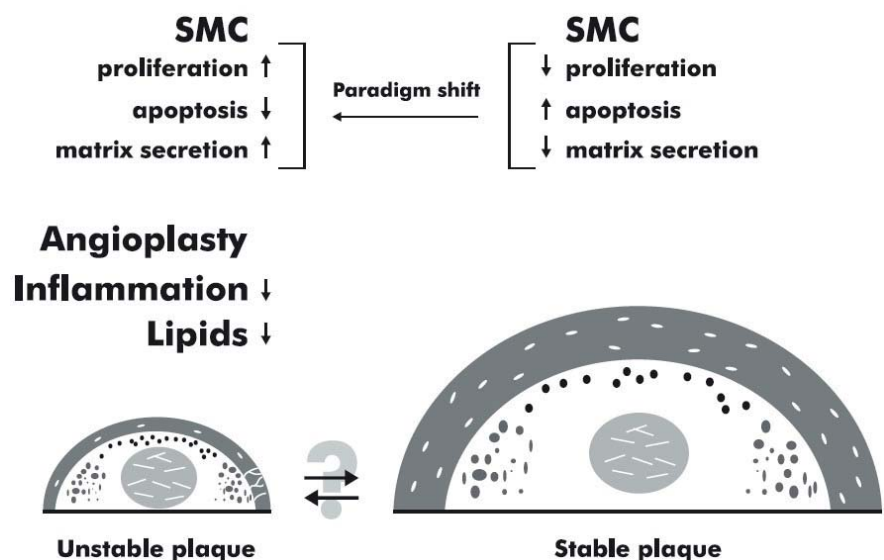 SMC
proliferation ↑
apoptosis ↓
matrix secretion ↑
Paradigm shift
SMC
↓ proliferation
↑ apoptosis
↓ matrix secretion
Angioplasty
Inflammation ↓
Lipids ↓
?
Unstable plaque
Stable plaque